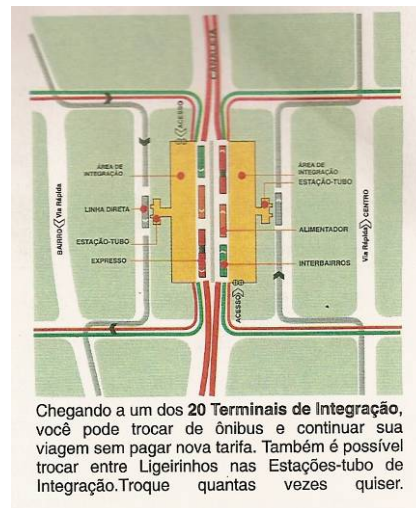 CANALETA
ACESSO
ÁREA DE
INTEGRAÇÃO
ÁREA DE
INTEGRAÇÃO
ESTAÇÃO-TUBO
LINHA DIRETA
ESTAÇÃO-TUBO
EXPRESSO
ALIMENTADOR
INTERBAIRROS
BAIRRO Via Rápida
Via Rápida CENTRO
ACESSO
Chegando a um dos 20 Terminais de Integração,
você pode trocar de ônibus e continuar sua
viagem sem pagar nova tarifa. Também é possível
trocar entre Ligeirinhos nas Estações-tubo de
Integração.Troque quantas vezes quiser.